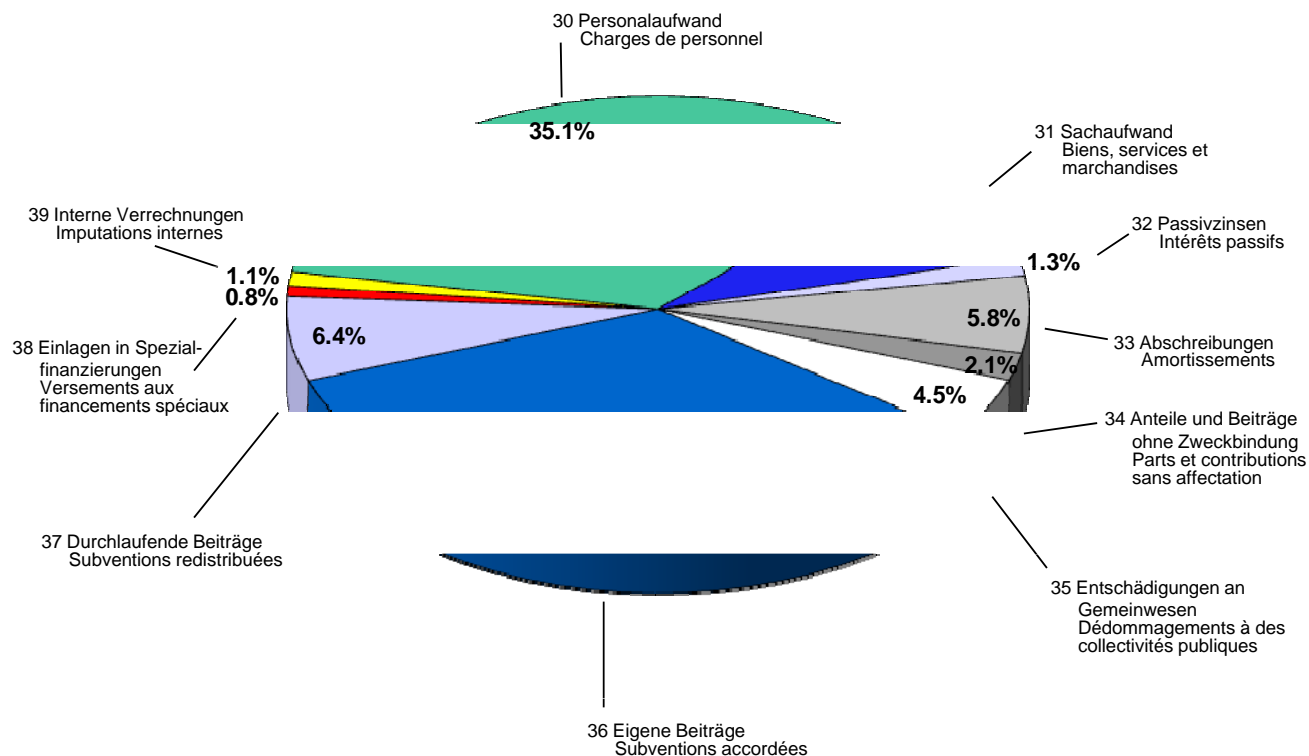 30 Personalaufwand
Charges de personnel
35.1%
31 Sachaufwand
Biens, services et
marchandises
39 Interne Verrechnungen
Imputations internes
32 Passivzinsen
Intérêts passifs
1.1%
1.3%
0.8%
6.4%
5.8%
38 Einlagen in Spezial-
finanzierungen
Versements aux
financements spéciaux
33 Abschreibungen
Amortissements
2.1%
4.5%
34 Anteile und Beiträge
ohne Zweckbindung
Parts et contributions
sans affectation
37 Durchlaufende Beiträge
Subventions redistribuées
35 Entschädigungen an
Gemeinwesen
Dédommagements à des
collectivités publiques
36 Eigene Beiträge
Subventions accordées